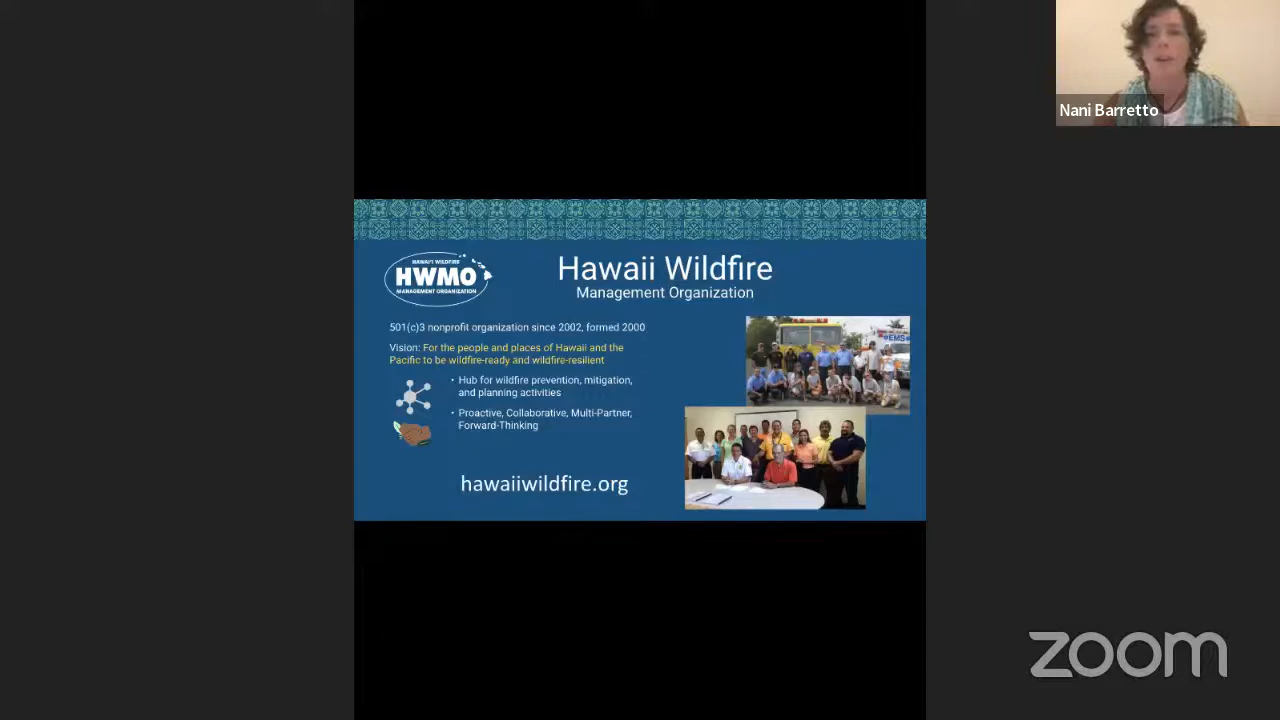 Nani Barretto
HAWAI'I WILDFIRE
HWMO
MANAGEMENT ORGANIZATION
Hawaii Wildfire
Management Organization
501(c)3 nonprofit organization since 2002, formed 2000
Vision: For the people and places of Hawaii and the
Pacific to be wildfire-ready and wildfire-resilient
• Hub for wildfire prevention, mitigation,
and planning activities
• Proactive, Collaborative, Multi-Partner,
Forward-Thinking
EMS
hawaiiwildfire.org
zoom